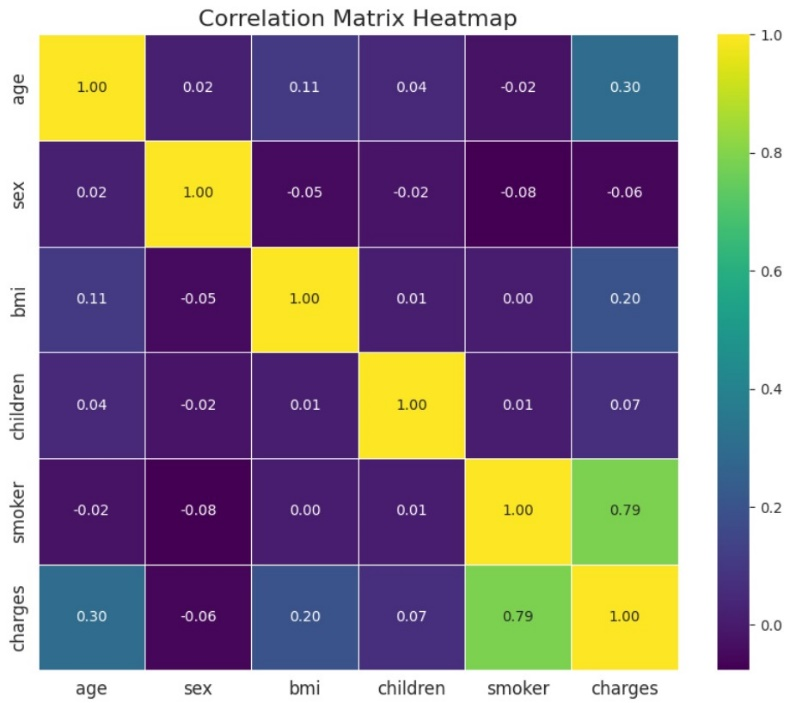 Correlation Matrix Heatmap
age 1.00 0.02 0.11 0.04 -0.02 0.30
sex 0.02 1.00 -0.05 -0.02 -0.08 -0.06
bmi 0.11 -0.05 1.00 0.01 0.00 0.20
children 0.04 -0.02 0.01 1.00 0.01 0.07
smoker -0.02 -0.08 0.00 0.01 1.00 0.79
charges 0.30 -0.06 0.20 0.07 0.79 1.00
age sex bmi children smoker charges
1.0
0.8
0.6
0.4
0.2
0.0